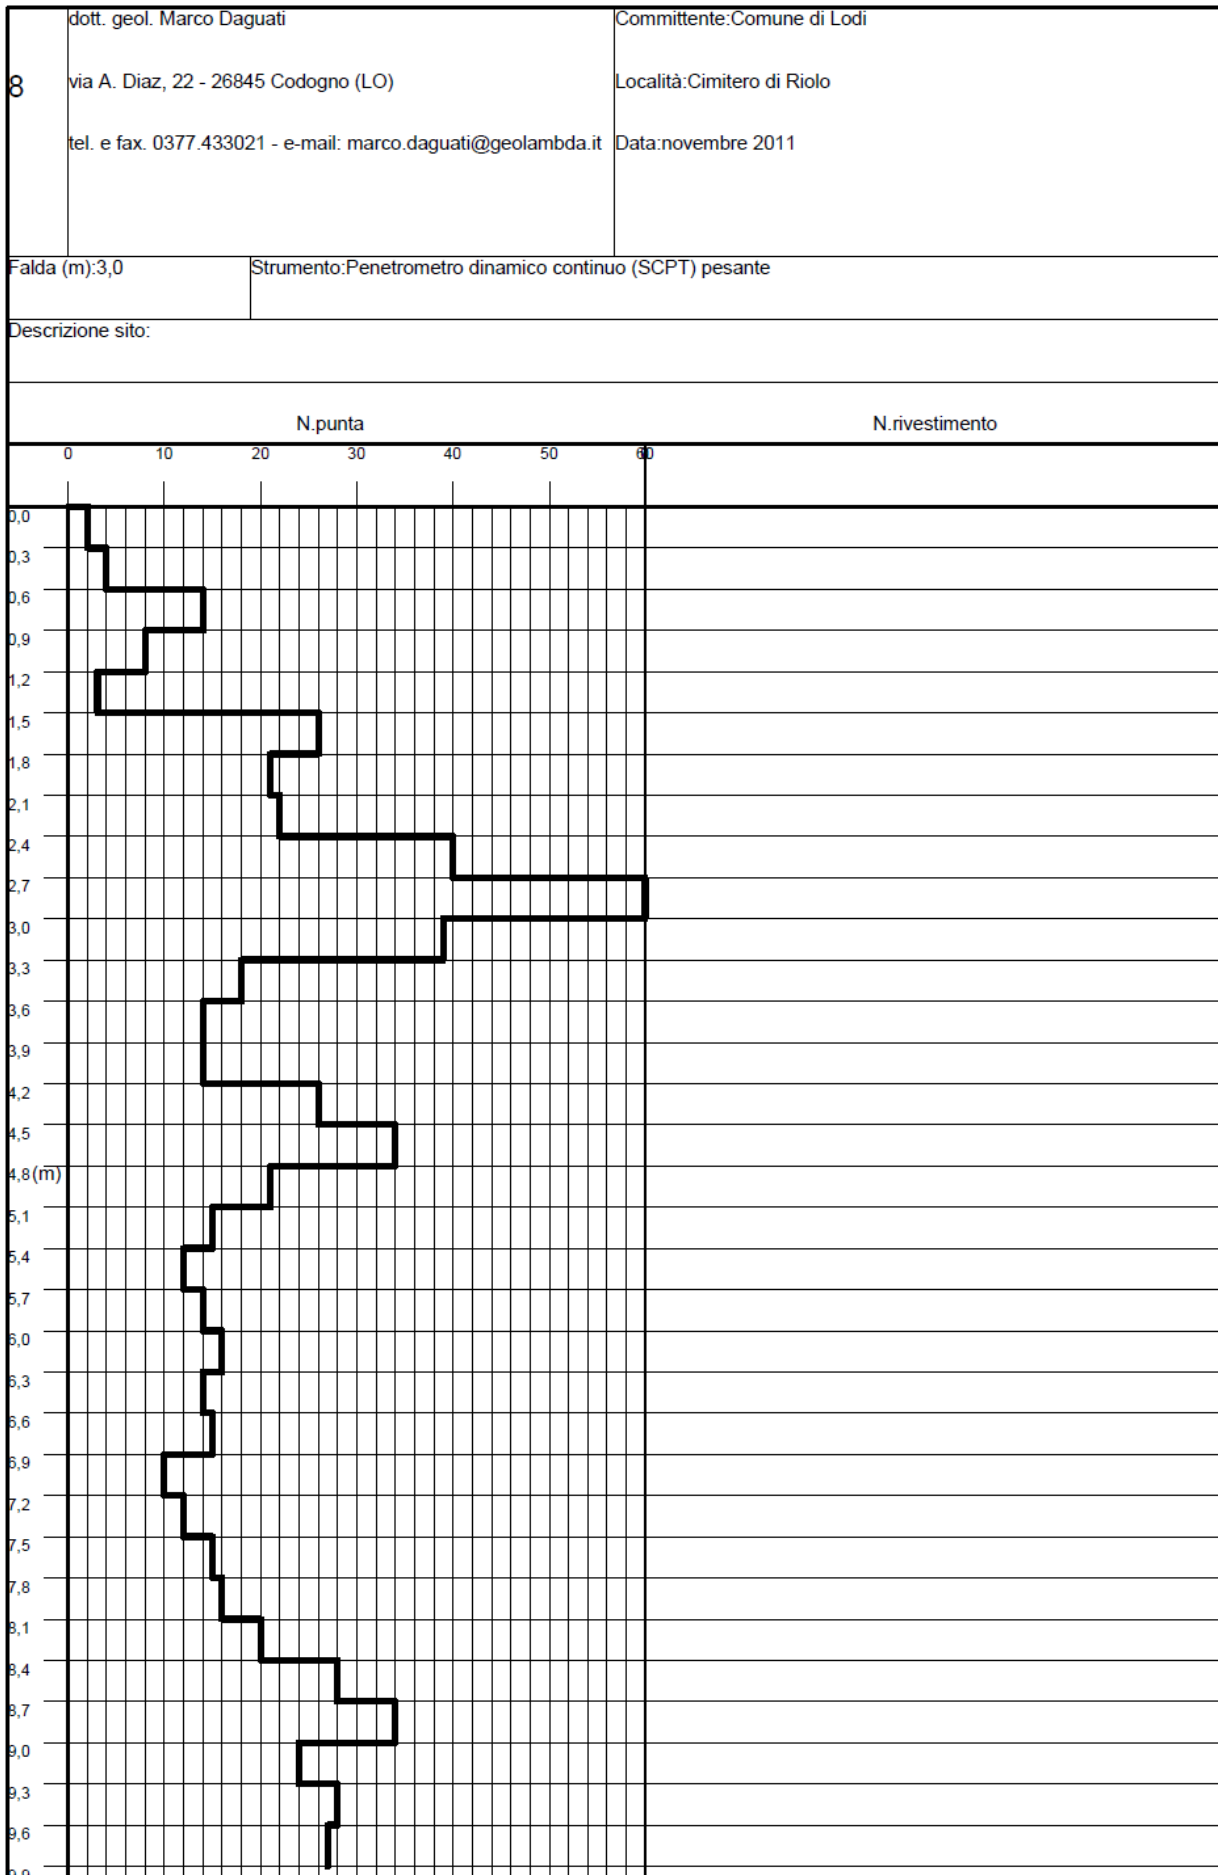 dott. geol. Marco Daguati
Committente:Comune di Lodi
8
via A. Diaz, 22 - 26845 Codogno (LO)
Località:Cimitero di Riolo
tel. e fax. 0377.433021 - e-mail: marco.daguati@geolambda.it
Data:novembre 2011
Falda (m):3,0
Strumento:Penetrometro dinamico continuo (SCPT) pesante
Descrizione sito:
N.punta
N.rivestimento
0 10 20 30 40 50 60
0,0
0,3
0,6
0,9
1,2
1,5
1,8
2,1
2,4
2,7
3,0
3,3
3,6
3,9
4,2
4,5
4,8(m)
5,1
5,4
5,7
6,0
6,3
6,6
6,9
7,2
7,5
7,8
8,1
8,4
8,7
9,0
9,3
9,6
9,9